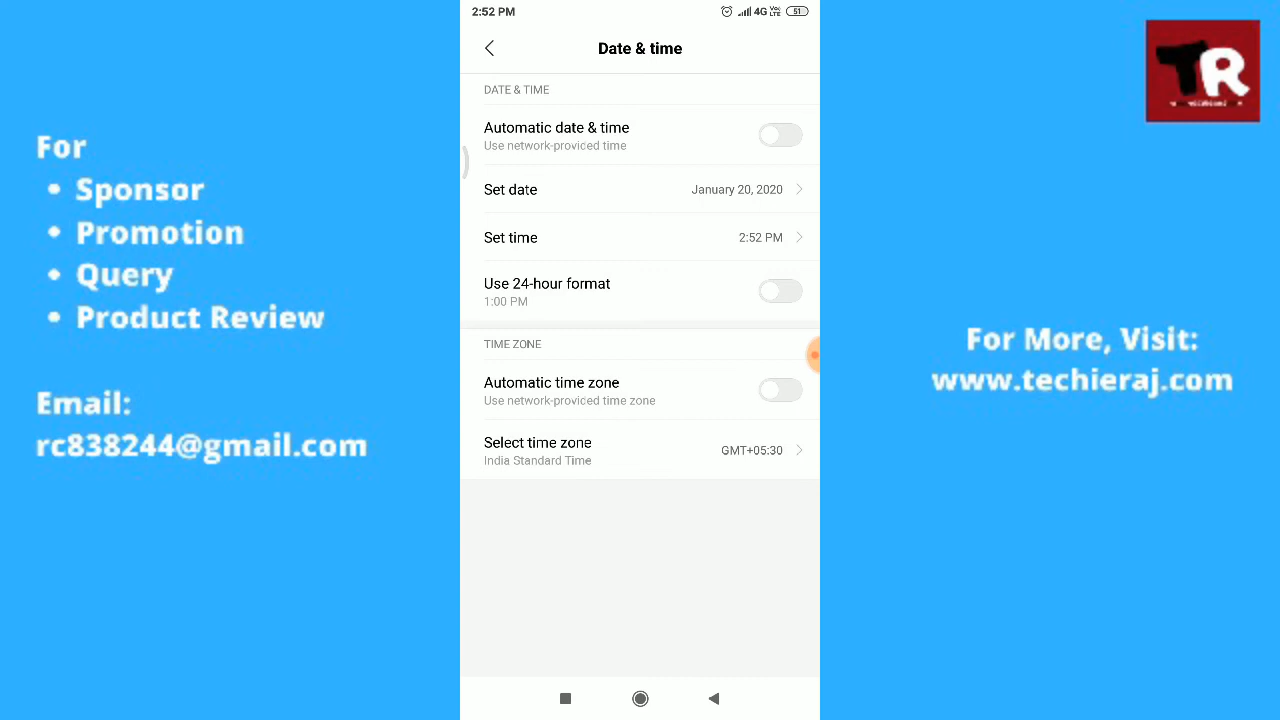 2:52 PM
4G Vo LTE 51
Date & time
DATE & TIME
Automatic date & time
Use network-provided time
Set date January 20, 2020
Set time 2:52 PM
Use 24-hour format
1:00 PM
TIME ZONE
Automatic time zone
Use network-provided time zone
Select time zone GMT+05:30
India Standard Time
For
• Sponsor
• Promotion
• Query
• Product Review
Email:
rc838244@gmail.com
TR
For More, Visit:
www.techieraj.com